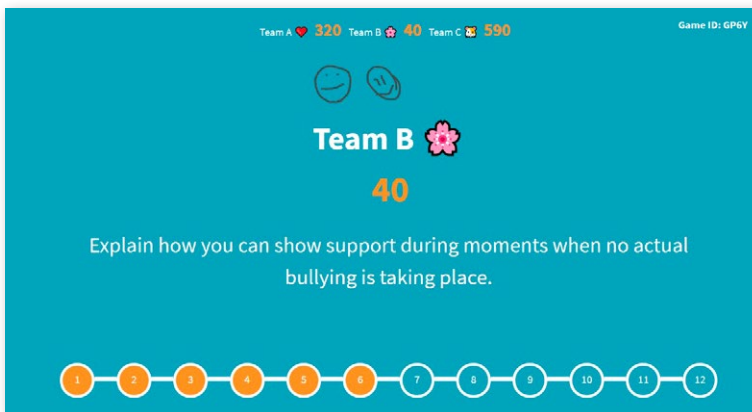 Team A ❤️ 320 Team B 🌸 40 Team C 🐹 590
Game ID: GP6Y
Team B 🌸
40
Explain how you can show support during moments when no actual
bullying is taking place.
1 2 3 4 5 6 7 8 9 10 11 12